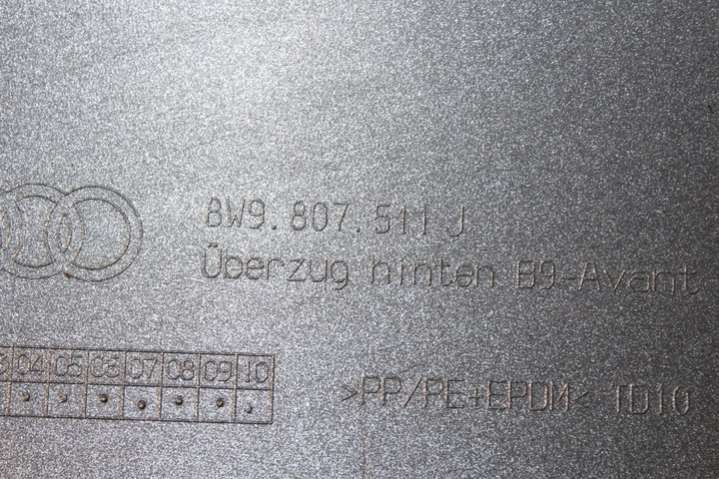 8W9.807.511 J
Überzug hinten B9-Avant
04 05 06 07 08 09 10
>PP/PE+EPDM< TD10